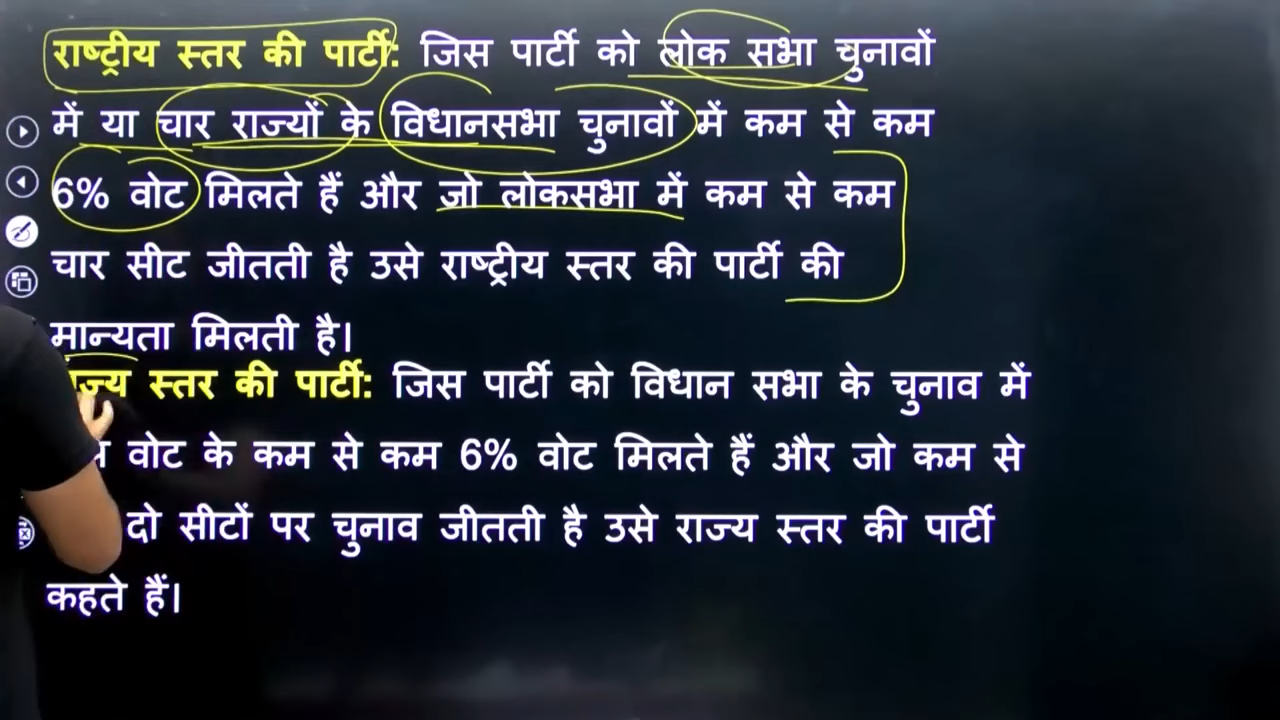 राष्ट्रीय स्तर की पार्टी: जिस पार्टी को लोक सभा चुनावों
में या चार राज्यों के विधानसभा चुनावों में कम से कम
6% वोट मिलते हैं और जो लोकसभा में कम से कम
चार सीट जीतती है उसे राष्ट्रीय स्तर की पार्टी की
मान्यता मिलती है।
स्तर की पार्टी: जिस पार्टी को विधान सभा के चुनाव में
वोट के कम से कम 6% वोट मिलते हैं और जो कम से
दो सीटों पर चुनाव जीतती है उसे राज्य स्तर की पार्टी
कहते हैं।